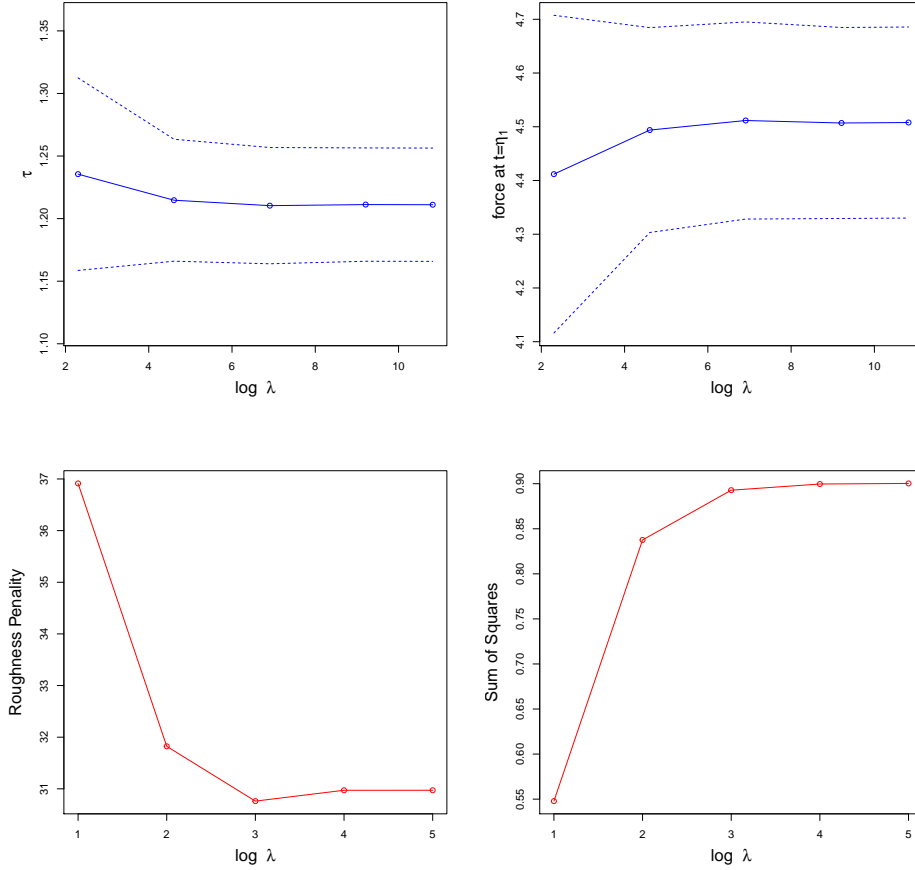 1.35
1.30
1.25
1.20
1.15
1.10
τ
2 4 6 8 10
log λ
4.7
4.6
4.5
4.4
4.3
4.2
4.1
force at t=η1
2 4 6 8 10
log λ
37
36
35
34
33
32
31
Roughness Penality
1 2 3 4 5
log λ
0.90
0.85
0.80
0.75
0.70
0.65
0.60
0.55
Sum of Squares
1 2 3 4 5
log λ